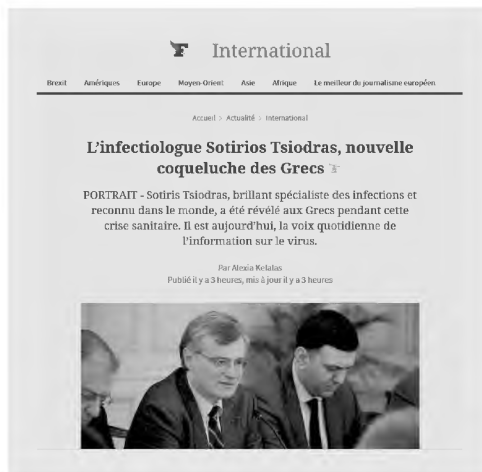 F International
Brexit Amériques Europe Moyen-Orient Asie Afrique Le meilleur du journalisme européen
Accueil > Actualité > International
L'infectiologue Sotirios Tsiodras, nouvelle
coqueluche des Grecs
PORTRAIT - Sotiris Tsiodras, brillant spécialiste des infections et
reconnu dans le monde, a été révélé aux Grecs pendant cette
crise sanitaire. Il est aujourd'hui, la voix quotidienne de
l'information sur le virus.
Par Alexia Kefalas
Publié il y a 3 heures, mis à jour il y a 3 heures